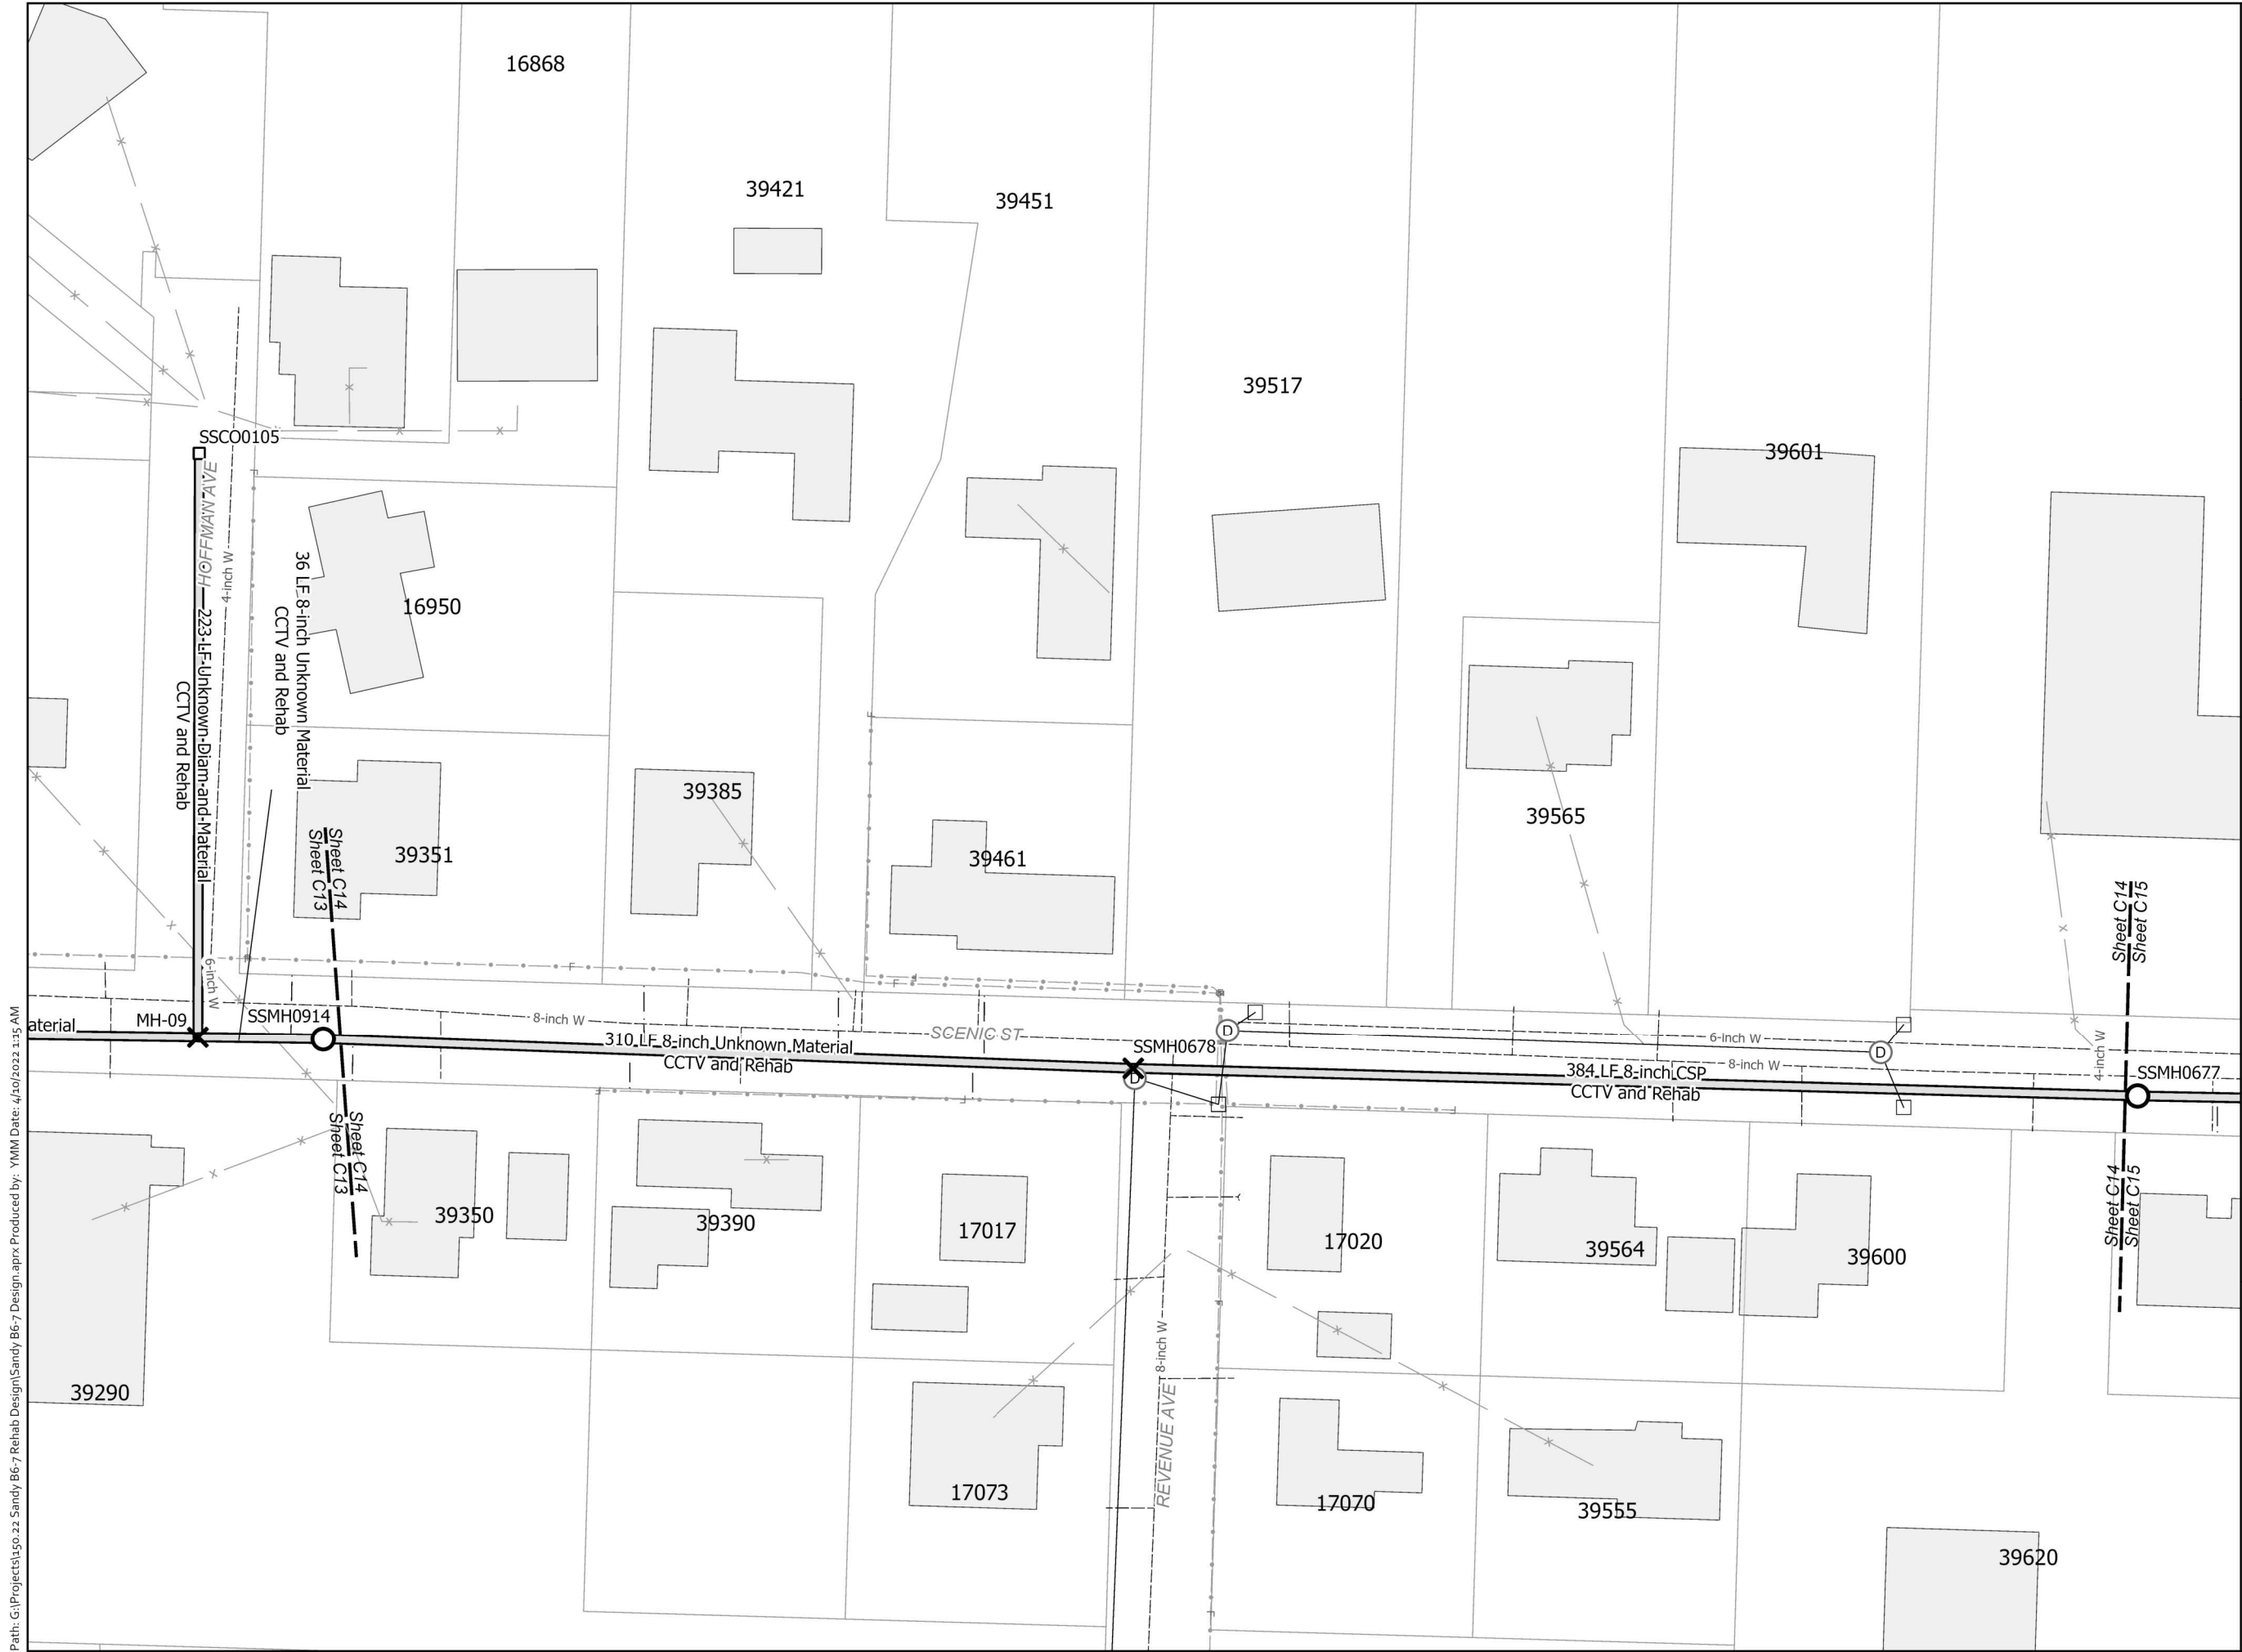 16868
39421
39451
39517
SSCO0105
39601
HOFFMAN AVE
4-inch W
36 LF 8-inch Unknown Material
CCTV and Rehab
16950
223 LF Unknown Diam and Material
CCTV and Rehab
39385
39565
Sheet C14
Sheet C13
39351
39461
Sheet C14
Sheet C15
6-inch W
F
F
MH-09
SSMH0914
8-inch W
SCENIC ST
D
aterial
310 LF 8-inch Unknown Material
CCTV and Rehab
SSMH0678
D
6-inch W
8-inch W
D
4-inch W
384 LF 8-inch CSP
CCTV and Rehab
SSMH0677
Sheet C14
Sheet C13
39350
39390
17017
17020
39564
39600
Sheet C14
Sheet C15
8-inch W
39290
REVENUE AVE
17073
17070
39555
39620
Path: G:\Projects\150.22 Sandy B6-7 Rehab Design\Sandy B6-7 Design.aprx Produced by: YMM Date: 4/10/2022 1:15 AM